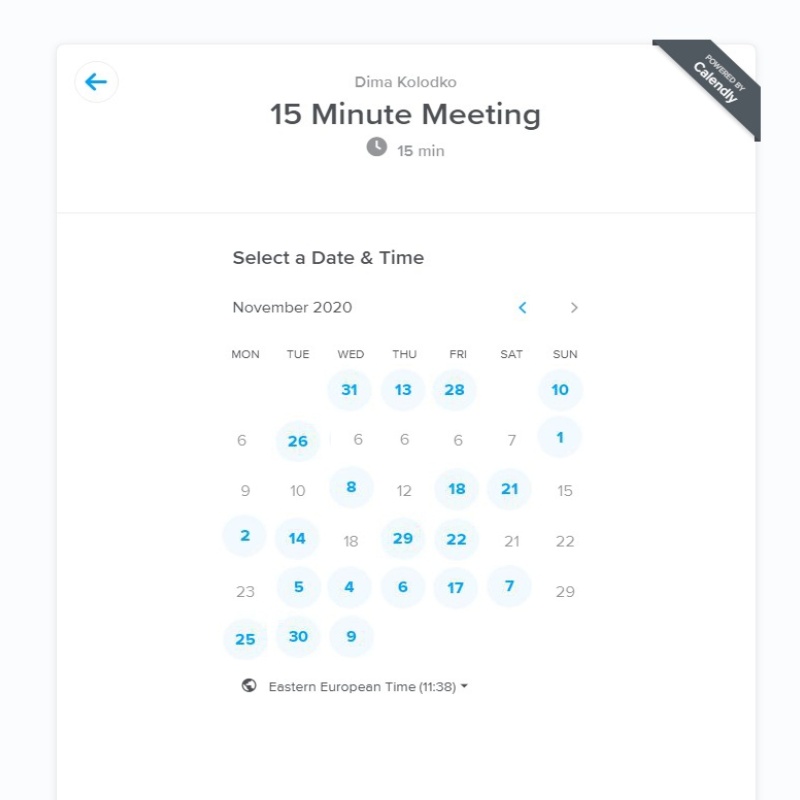 POWERED BY
Calendly
Dima Kolodko
15 Minute Meeting
15 min
Select a Date & Time
November 2020
MON TUE WED THU FRI SAT SUN
31 13 28 10
6 26 6 6 6 7 1
9 10 8 12 18 21 15
2 14 18 29 22 21 22
23 5 4 6 17 7 29
25 30 9
Eastern European Time (11:38)